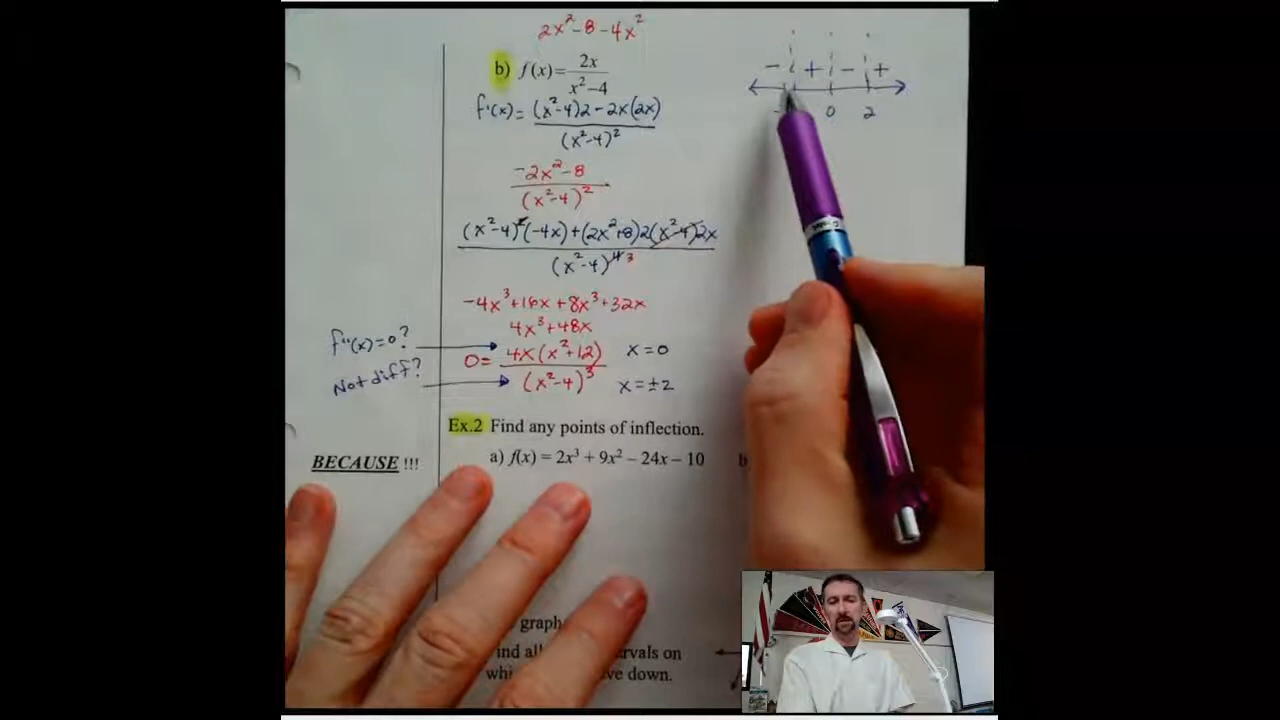 2x²-8-4x²
b) f(x)= 2x / x²-4
- + - +
0 2
f'(x) = (x²-4)2-2x(2x) / (x²-4)²
-2x²-8 / (x²-4)²
(x²-4)²(-4x)+(2x²+8)2(x²-4)2x / (x²-4)⁴ ³
-4x³+16x+8x³+32x
4x³+48x
f''(x)=0?
0= 4x(x²+12) / (x²-4)³
x=0
Not diff?
x=±2
Ex.2 Find any points of inflection.
BECAUSE !!!
a) f(x) = 2x³ + 9x² − 24x − 10
graph
ind all
rvals on
ve down.